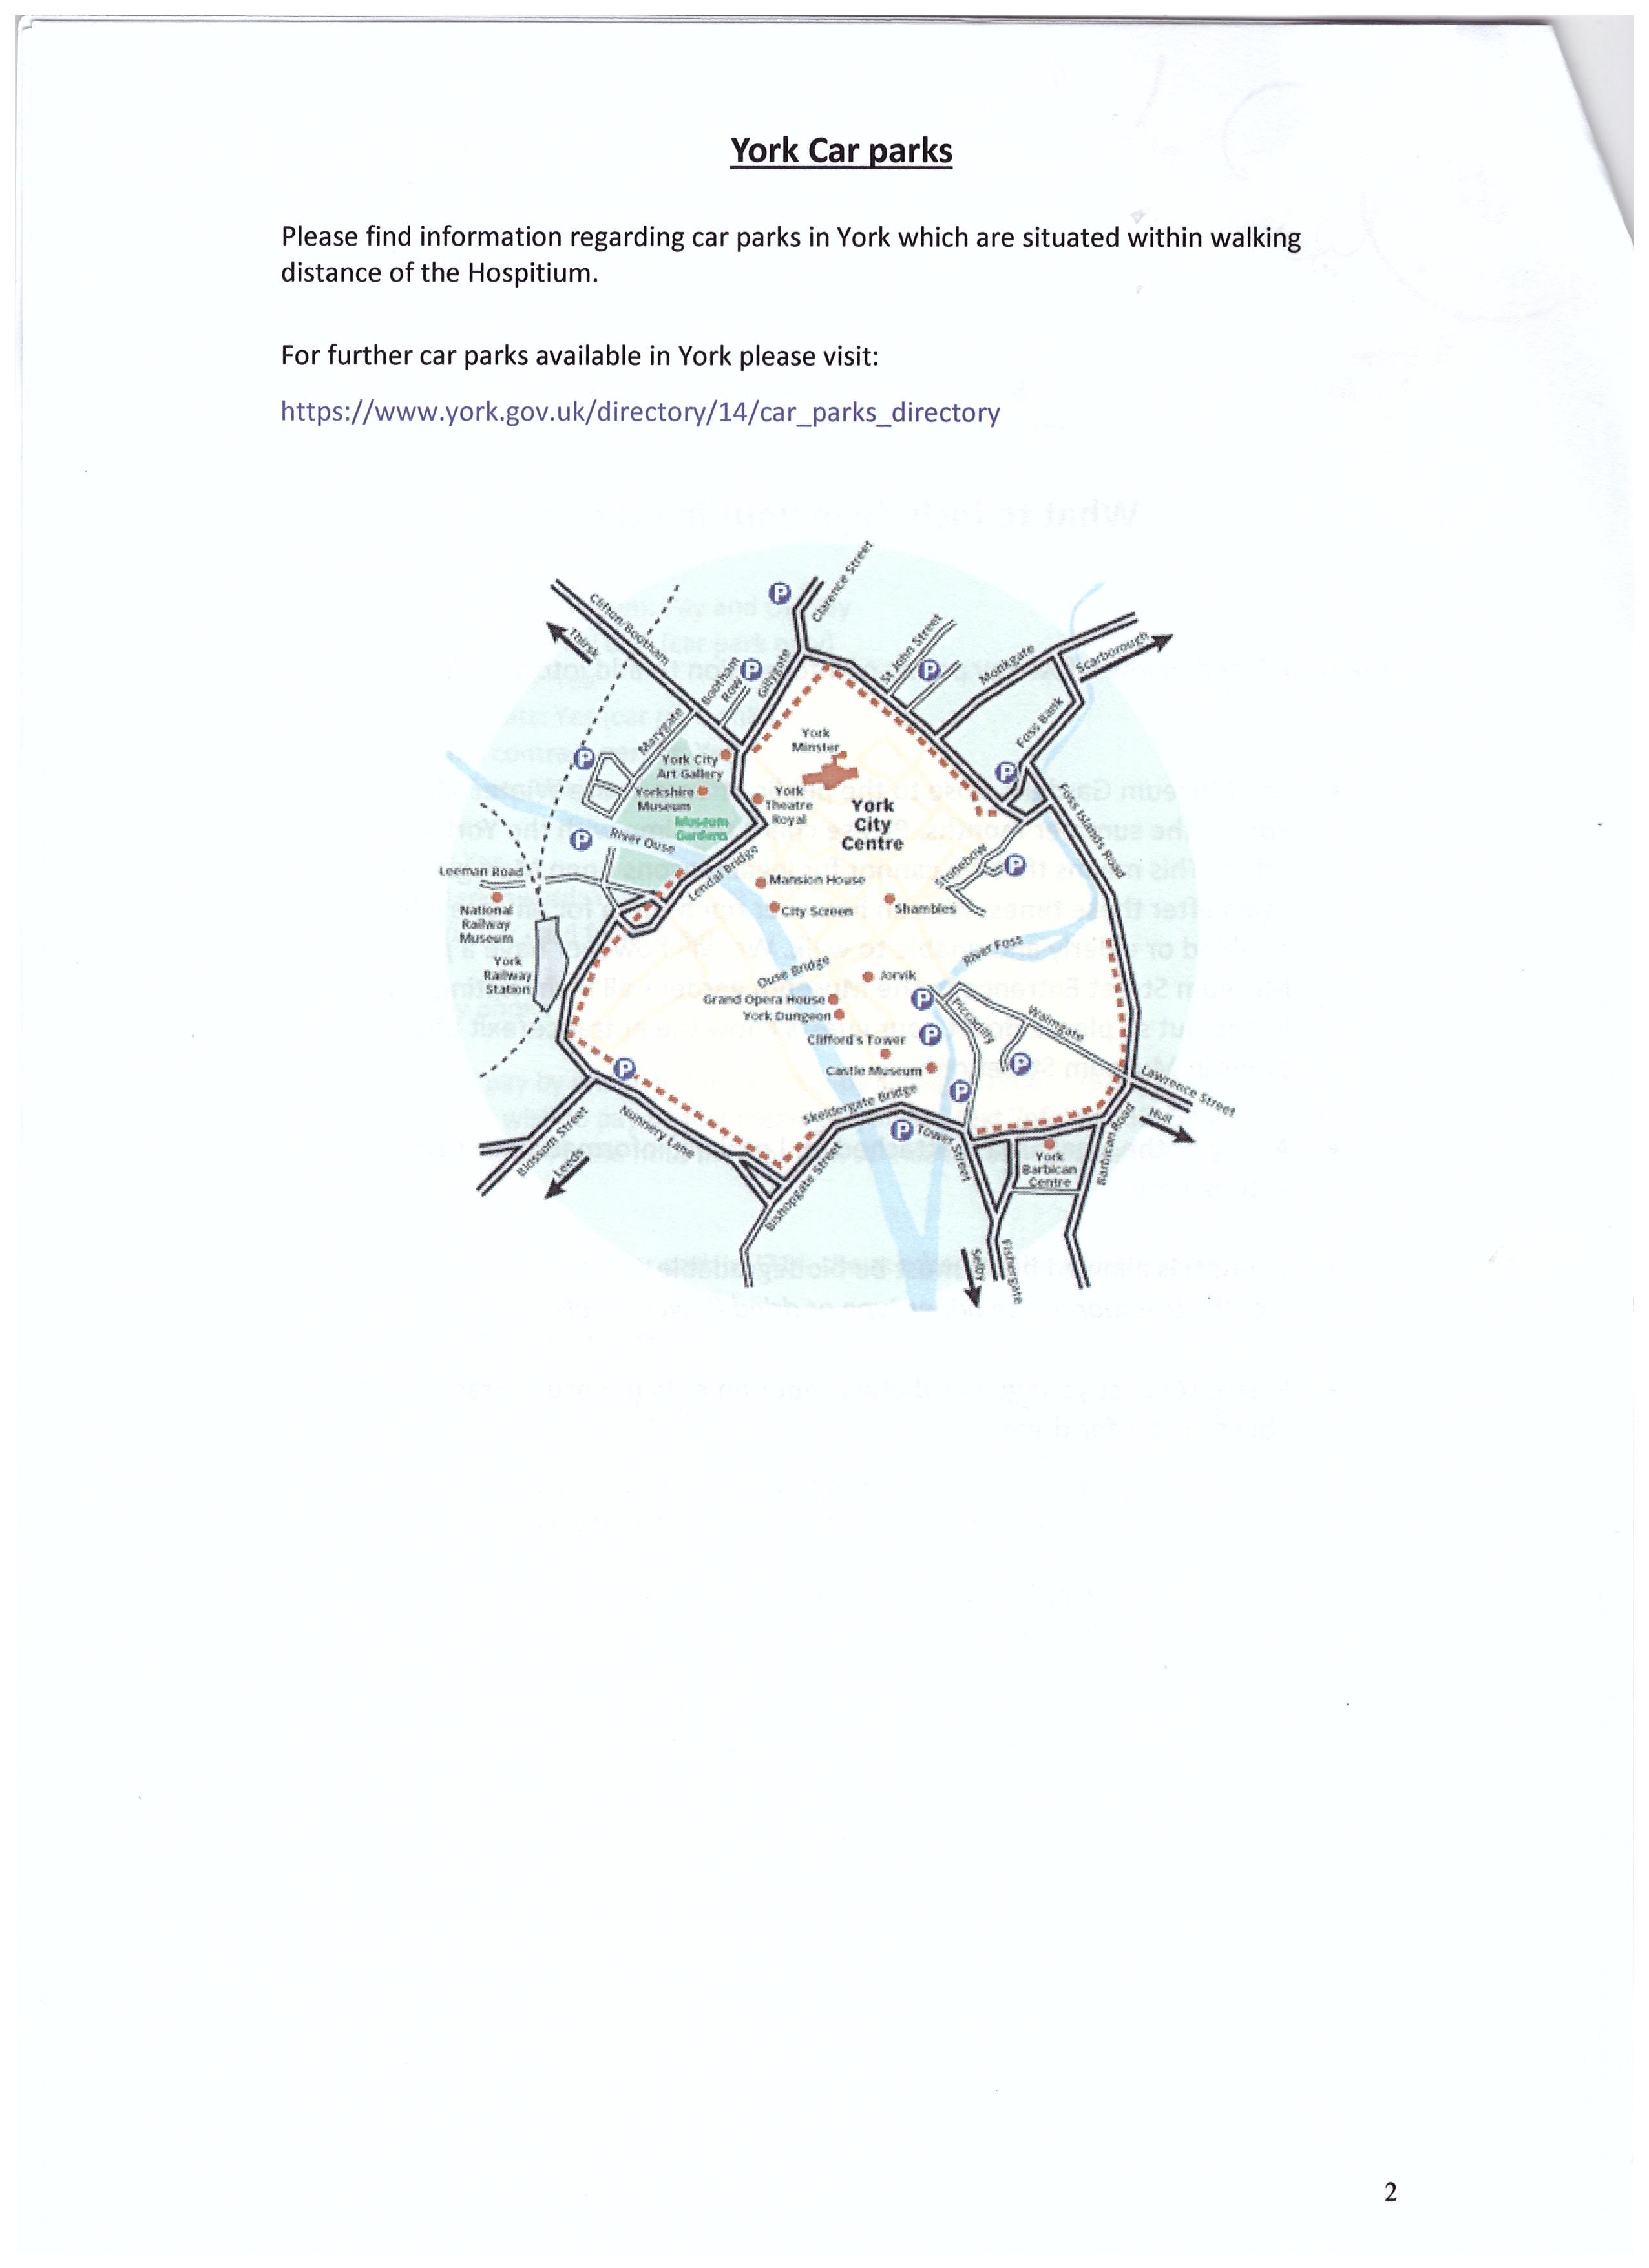 York Car parks
Please find information regarding car parks in York which are situated within walking
distance of the Hospitium.
For further car parks available in York please visit:
https://www.york.gov.uk/directory/14/car_parks_directory
Clarence Street
Clifton/Bootham
Thirsk
P
St John Street
Monkgate
Scarborough
Bootham
Row
P
Gillygate
P
Marygate
Foss Bank
York
Minster
P
York City
Art Gallery
P
Yorkshire
Museum
York
Theatre
Royal
York
City
Centre
Foss Islands Road
Museum
Gardens
P
River Ouse
Lendal Bridge
Stonebow
P
Leeman Road
Mansion House
National
Railway
Museum
City Screen
Shambles
York
Railway
Station
River Foss
Ouse Bridge
Jorvik
Grand Opera House
P
Piccadilly
Walmgate
York Dungeon
Clifford's Tower
P
P
Castle Museum
P
P
Lawrence Street
Hull
Skeldergate Bridge
Nunnery Lane
P
Tower Street
Barbican Road
Blossom Street
Leeds
York
Barbican
Centre
Bishopgate Street
Selby
Fishergate
2